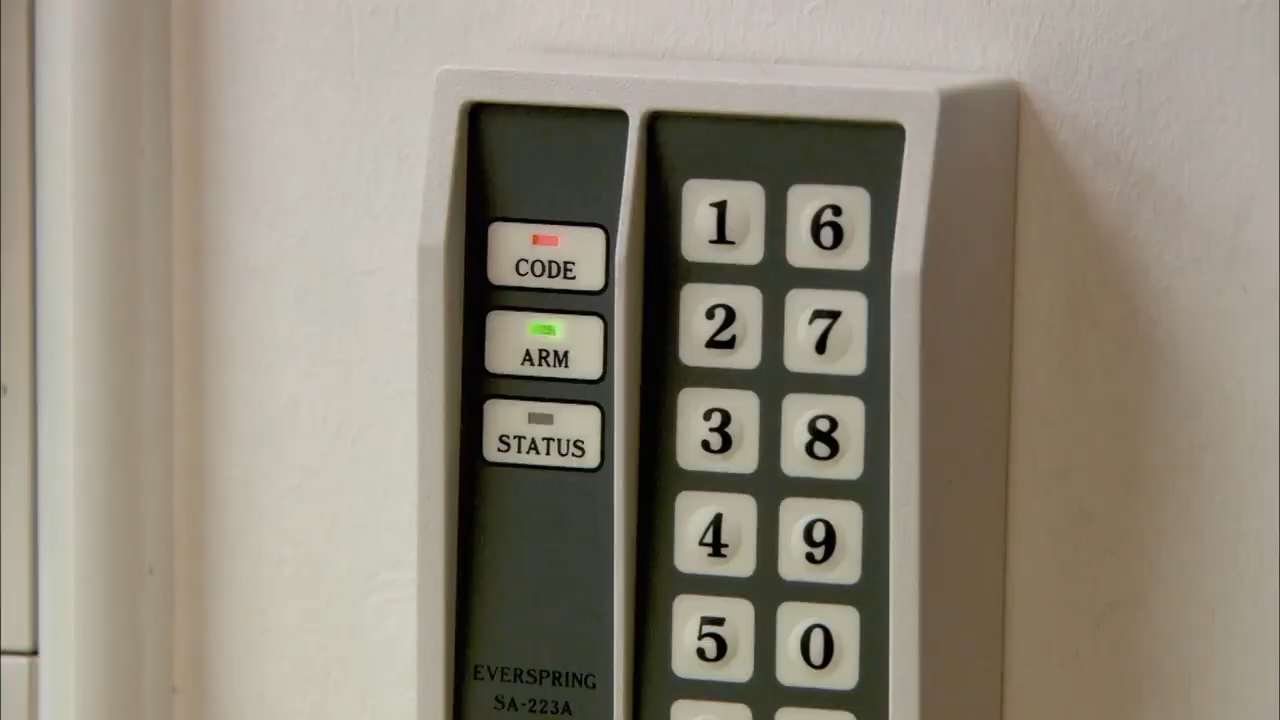 CODE
ARM
STATUS
EVERSPRING
SA-223A
1 6
2 7
3 8
4 9
5 0